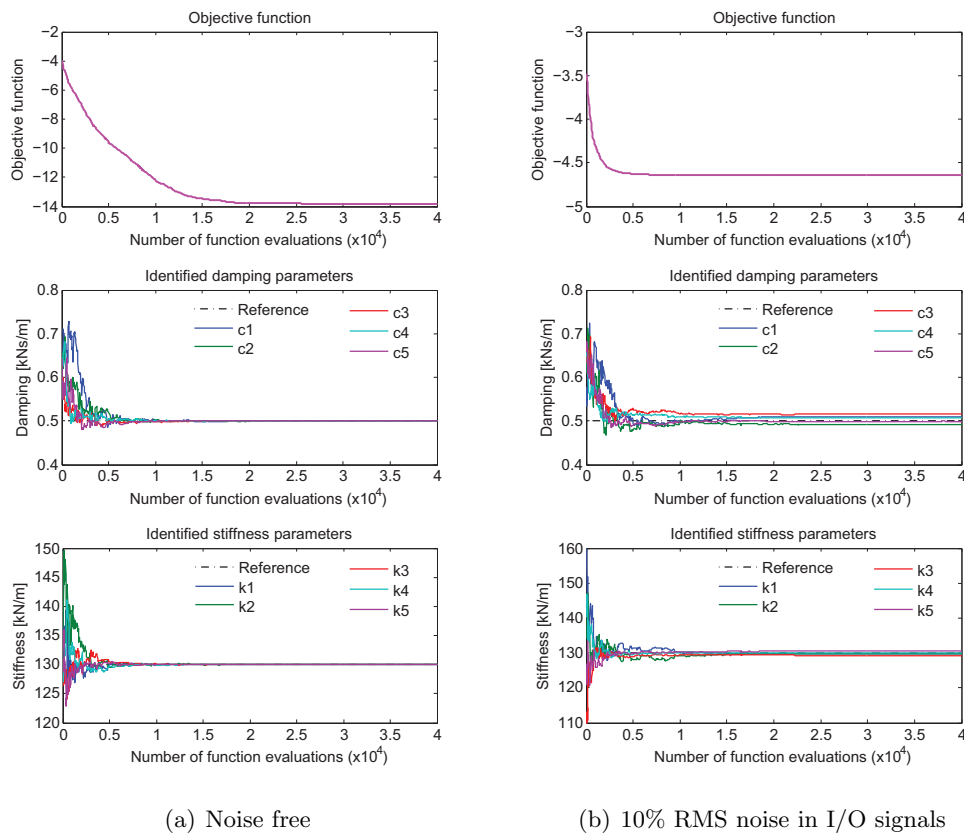 Objective function
Objective function
−2
−4
−6
−8
−10
−12
−14
0 0.5 1 1.5 2 2.5 3 3.5 4
Number of function evaluations (x10^4)
Identified damping parameters
Damping [kNs/m]
0.8
0.7
0.6
0.5
0.4
Reference
c1
c2
c3
c4
c5
0 0.5 1 1.5 2 2.5 3 3.5 4
Number of function evaluations (x10^4)
Identified stiffness parameters
Stiffness [kN/m]
150
145
140
135
130
125
120
Reference
k1
k2
k3
k4
k5
0 0.5 1 1.5 2 2.5 3 3.5 4
Number of function evaluations (x10^4)
(a) Noise free
Objective function
Objective function
−3
−3.5
−4
−4.5
−5
0 0.5 1 1.5 2 2.5 3 3.5 4
Number of function evaluations (x10^4)
Identified damping parameters
Damping [kNs/m]
0.8
0.7
0.6
0.5
0.4
Reference
c1
c2
c3
c4
c5
0 0.5 1 1.5 2 2.5 3 3.5 4
Number of function evaluations (x10^4)
Identified stiffness parameters
Stiffness [kN/m]
160
150
140
130
120
110
Reference
k1
k2
k3
k4
k5
0 0.5 1 1.5 2 2.5 3 3.5 4
Number of function evaluations (x10^4)
(b) 10% RMS noise in I/O signals